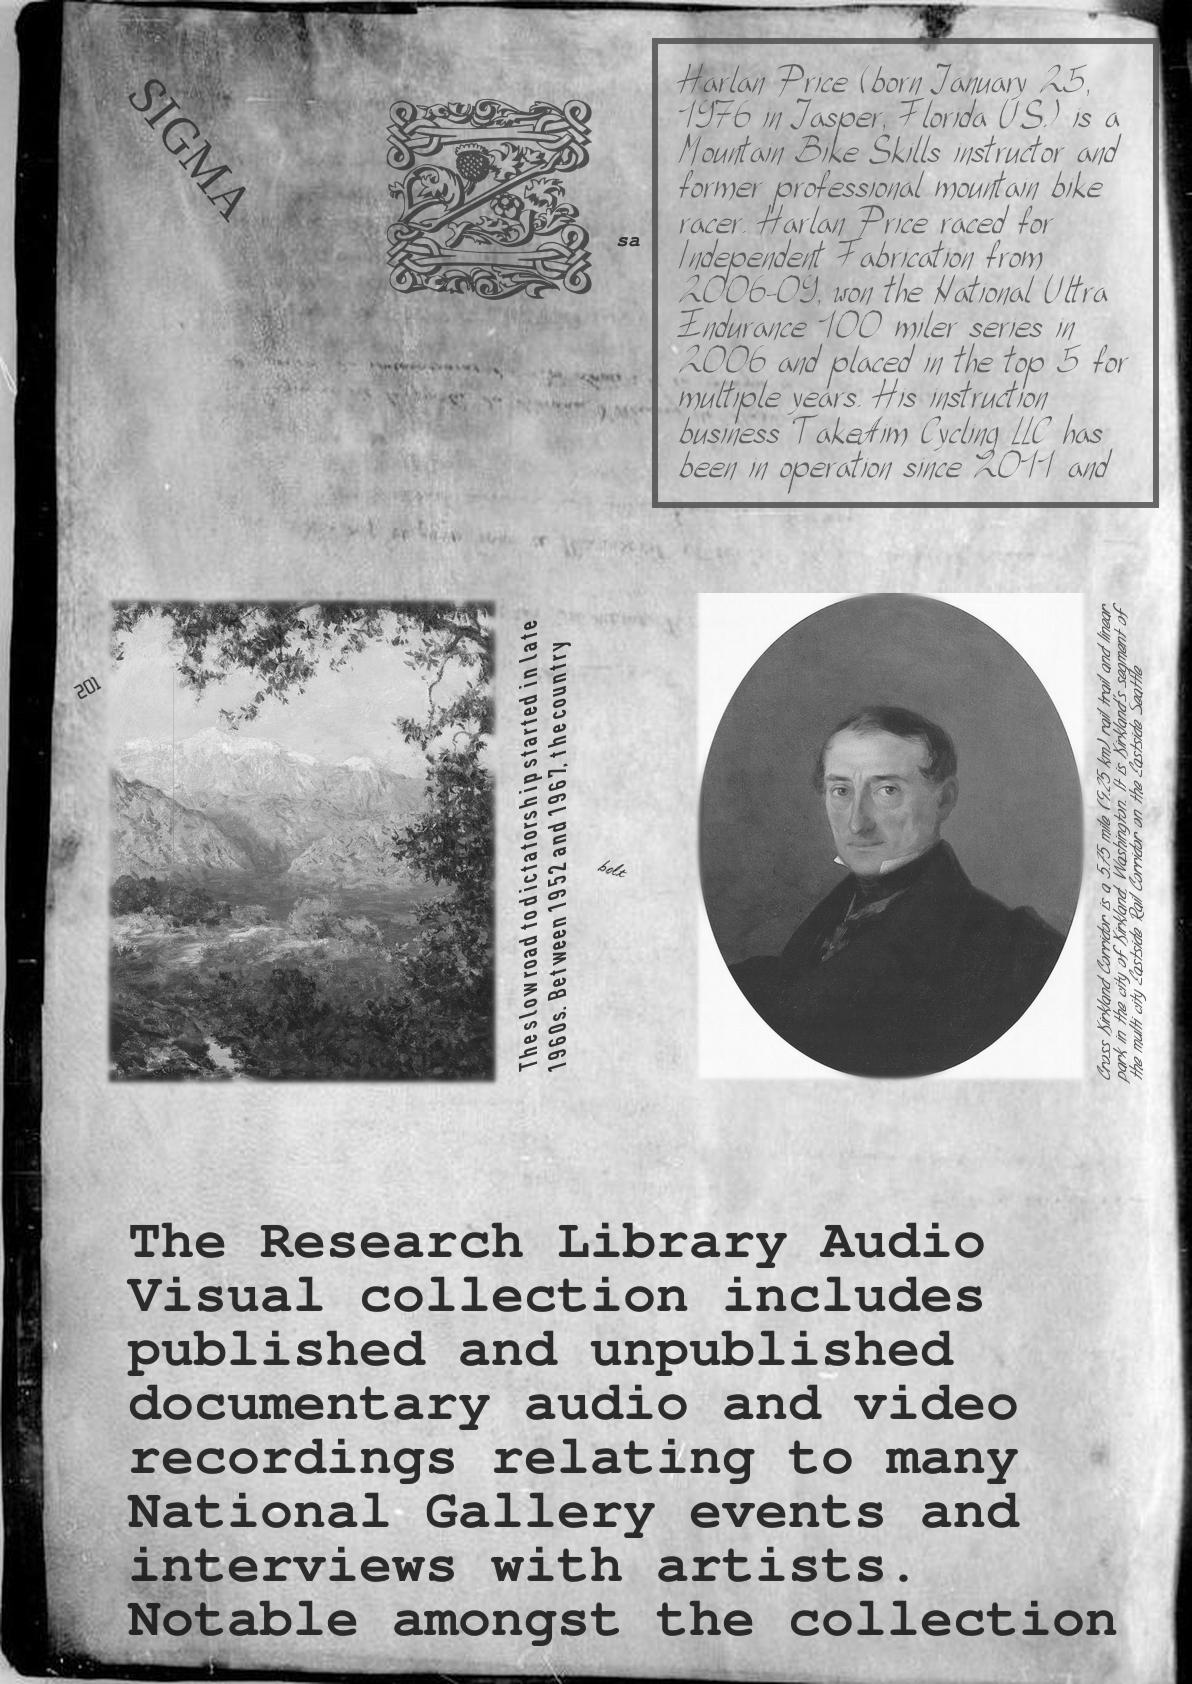 SIGMA
Z
sa
Harlan Price (born January 25,
1976 in Jasper, Florida US.) is a
Mountain Bike Skills instructor and
former professional mountain bike
racer. Harlan Price raced for
Independent Fabrication from
2006-09, won the National Ultra
Endurance 100 miler series in
2006 and placed in the top 5 for
multiple years. His instruction
business TakeAim Cycling LLC has
been in operation since 2011 and
201
The slow road to dictatorship started in late
1960s. Between 1952 and 1967, the country
belt
Cross Kirkland Corridor is a 5.75 mile (9.25 km) rail trail and linear
park in the city of Kirkland, Washington. It is Kirkland's segment of
the multi city Eastside Rail Corridor on the Eastside Seattle
The Research Library Audio
Visual collection includes
published and unpublished
documentary audio and video
recordings relating to many
National Gallery events and
interviews with artists.
Notable amongst the collection